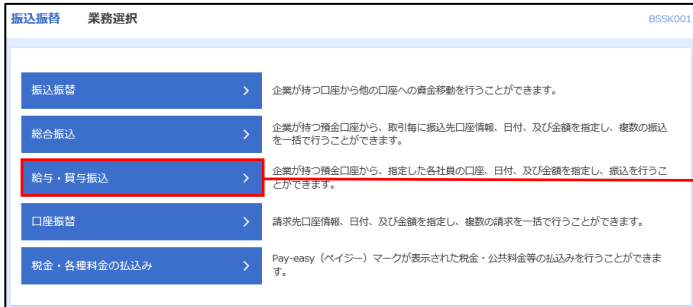 振込振替 業務選択 BSSK001
振込振替 企業が持つ口座から他の口座への資金移動を行うことができます。
総合振込 企業が持つ預金口座から、取引毎に振込先口座情報、日付、及び金額を指定し、複数の振込
を一括で行うことができます。
給与・賞与振込 企業が持つ預金口座から、指定した各社員の口座、日付、及び金額を指定し、振込を行うこ
とができます。
口座振替 請求先口座情報、日付、及び金額を指定し、複数の請求を一括で行うことができます。
税金・各種料金の払込み Pay-easy（ペイジー）マークが表示された税金・公共料金等の払込みを行うことができま
す。